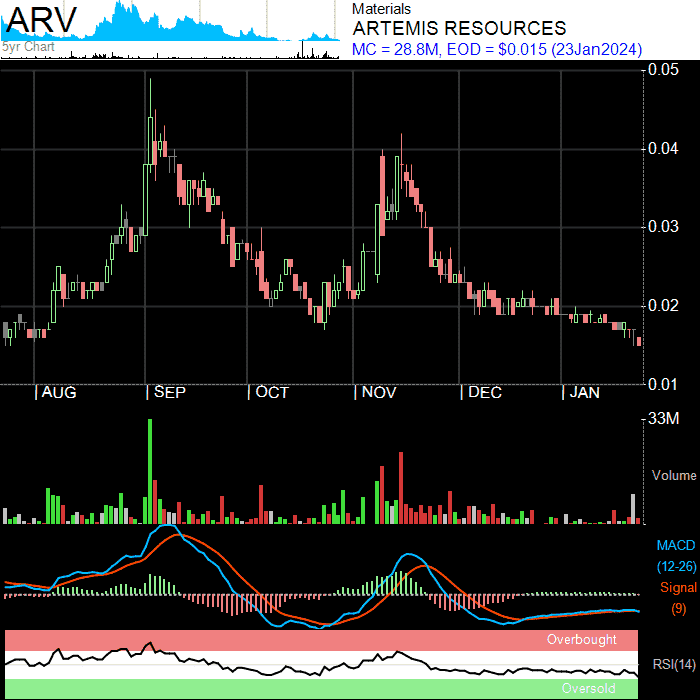 ARV
5yr Chart
Materials
ARTEMIS RESOURCES
MC = 28.8M, EOD = $0.015 (23Jan2024)
0.05
0.04
0.03
0.02
0.01
| AUG | SEP | OCT | NOV | DEC | JAN
33M
Volume
MACD
(12-26)
Signal
(9)
Overbought
RSI(14)
Oversold